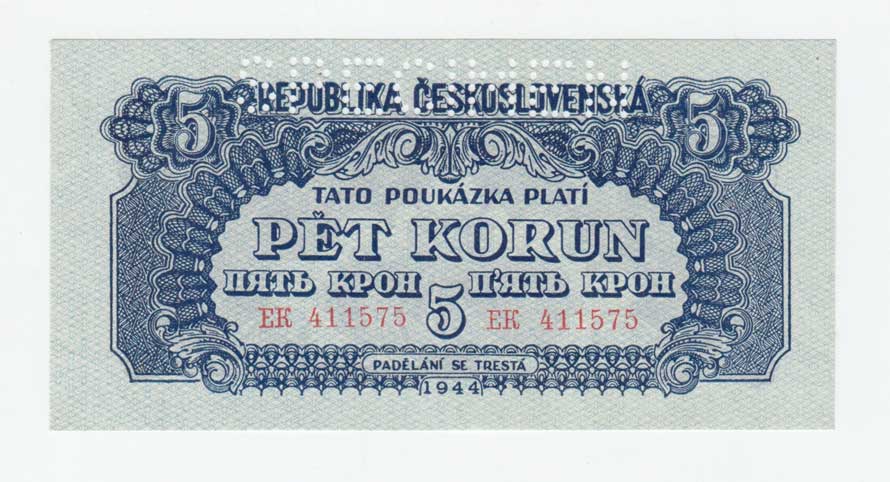 SPECIMEN
REPUBLIKA ČESKOSLOVENSKÁ
5 5
TATO POUKÁZKA PLATÍ
PĚT KORUN
ПЯТЬ КРОН П'ЯТЬ КРОН
ЕК 411575 5 ЕК 411575
PADĚLÁNÍ SE TRESTÁ
1944